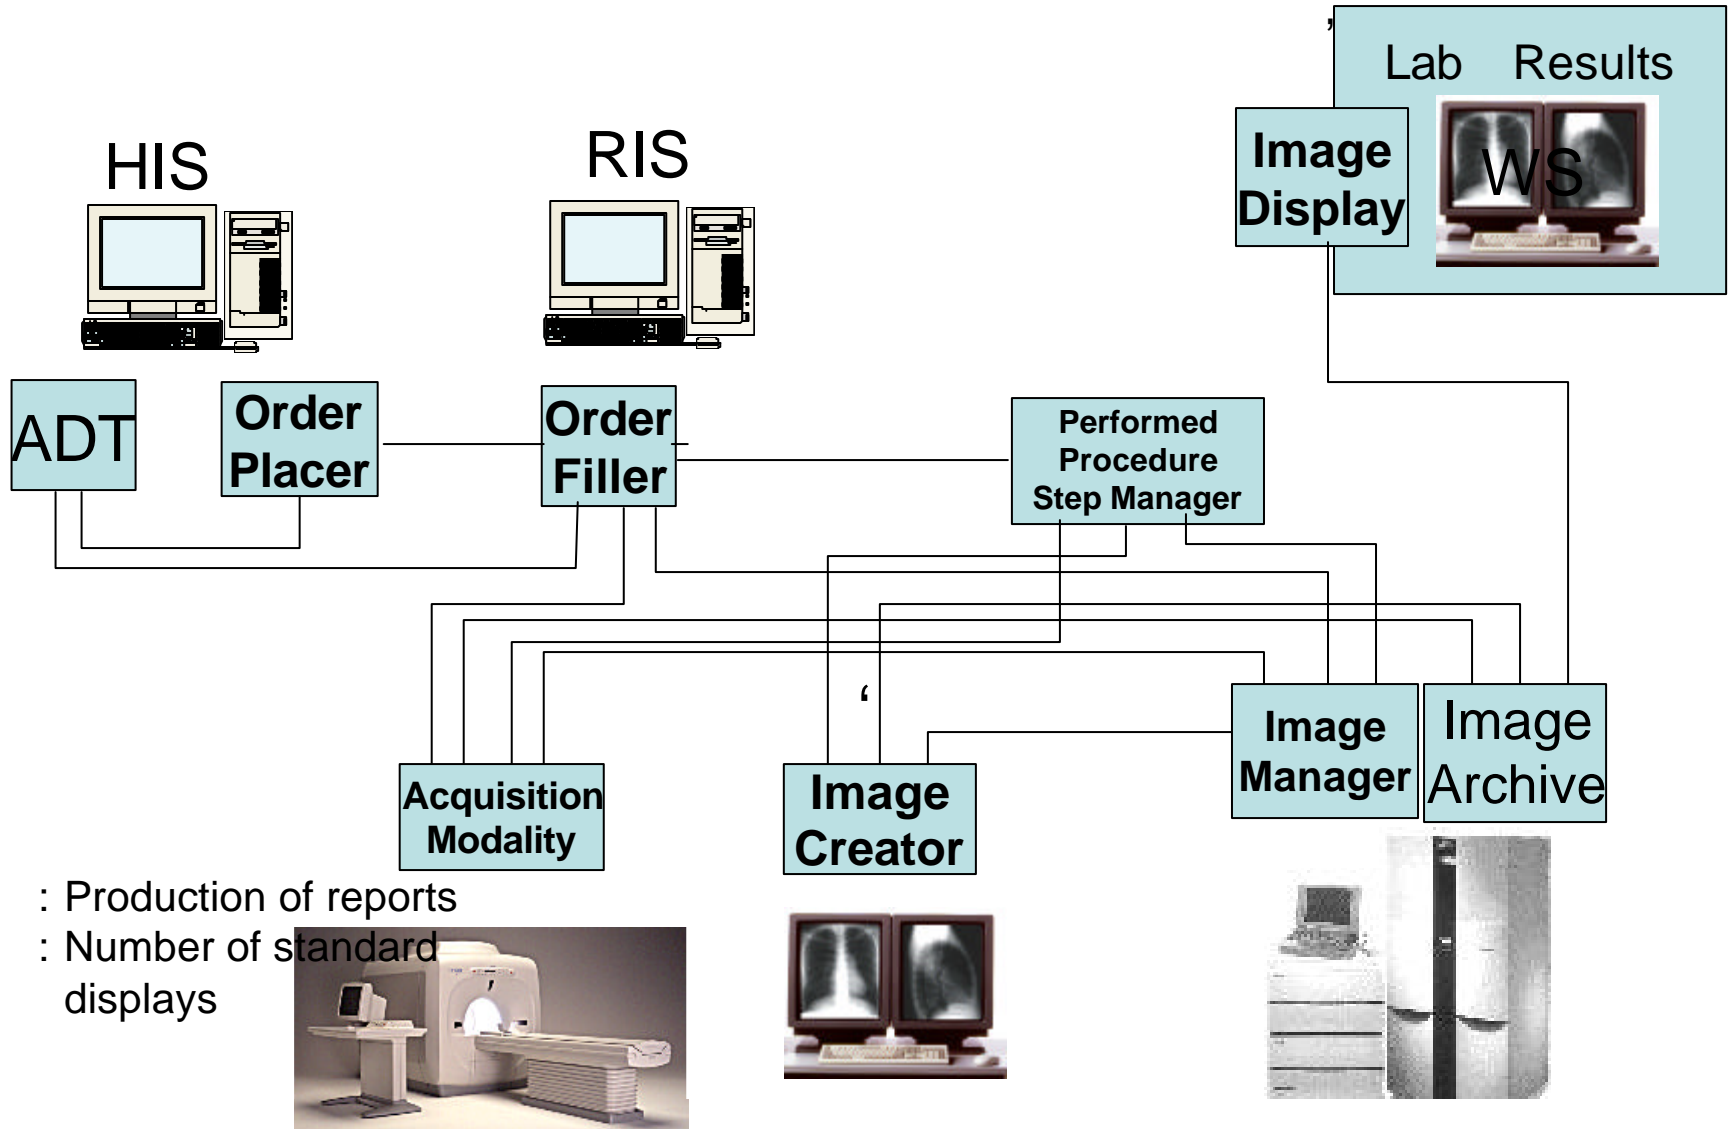 ’
Lab Results
HIS
RIS
Image
Display
WS
ADT
Order
Placer
Order
Filler
Performed
Procedure
Step Manager
‘
Acquisition
Modality
Image
Creator
Image
Manager
Image
Archive
: Production of reports
: Number of standard
displays